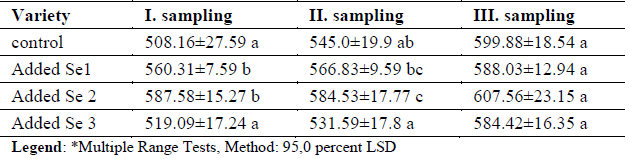 Variety I. sampling II. sampling III. sampling
control 508.16±27.59 a 545.0±19.9 ab 599.88±18.54 a
Added Se1 560.31±7.59 b 566.83±9.59 bc 588.03±12.94 a
Added Se 2 587.58±15.27 b 584.53±17.77 c 607.56±23.15 a
Added Se 3 519.09±17.24 a 531.59±17.8 a 584.42±16.35 a
Legend: *Multiple Range Tests, Method: 95,0 percent LSD